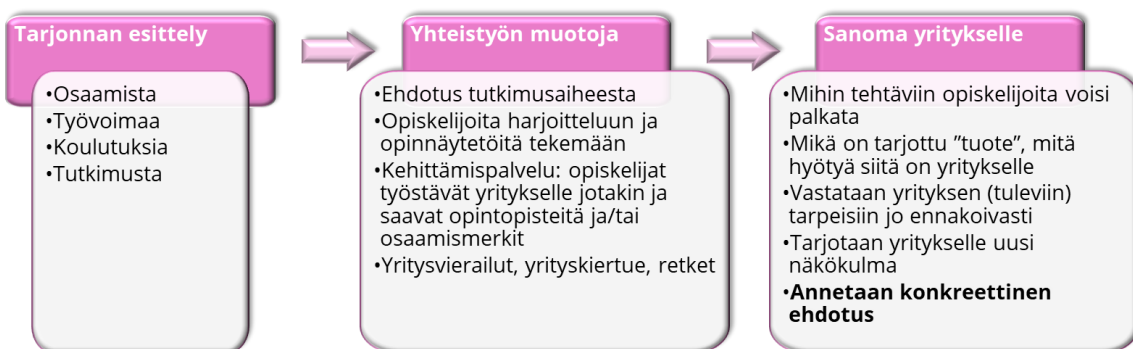 Tarjonnan esittely
•Osaamista
•Työvoimaa
•Koulutuksia
•Tutkimusta
Yhteistyön muotoja
•Ehdotus tutkimusaiheesta
•Opiskelijoita harjoitteluun ja
opinnäytetöitä tekemään
•Kehittämispalvelu: opiskelijat
työstävät yritykselle jotakin ja
saavat opintopisteitä ja/tai
osaamismerkit
•Yritysvierailut, yrityskiertue, retket
Sanoma yritykselle
•Mihin tehtäviin opiskelijoita voisi
palkata
•Mikä on tarjottu ”tuote”, mitä
hyötyä siitä on yritykselle
•Vastataan yrityksen (tuleviin)
tarpeisiin jo ennakoivasti
•Tarjotaan yritykselle uusi
näkökulma
•Annetaan konkreettinen
ehdotus